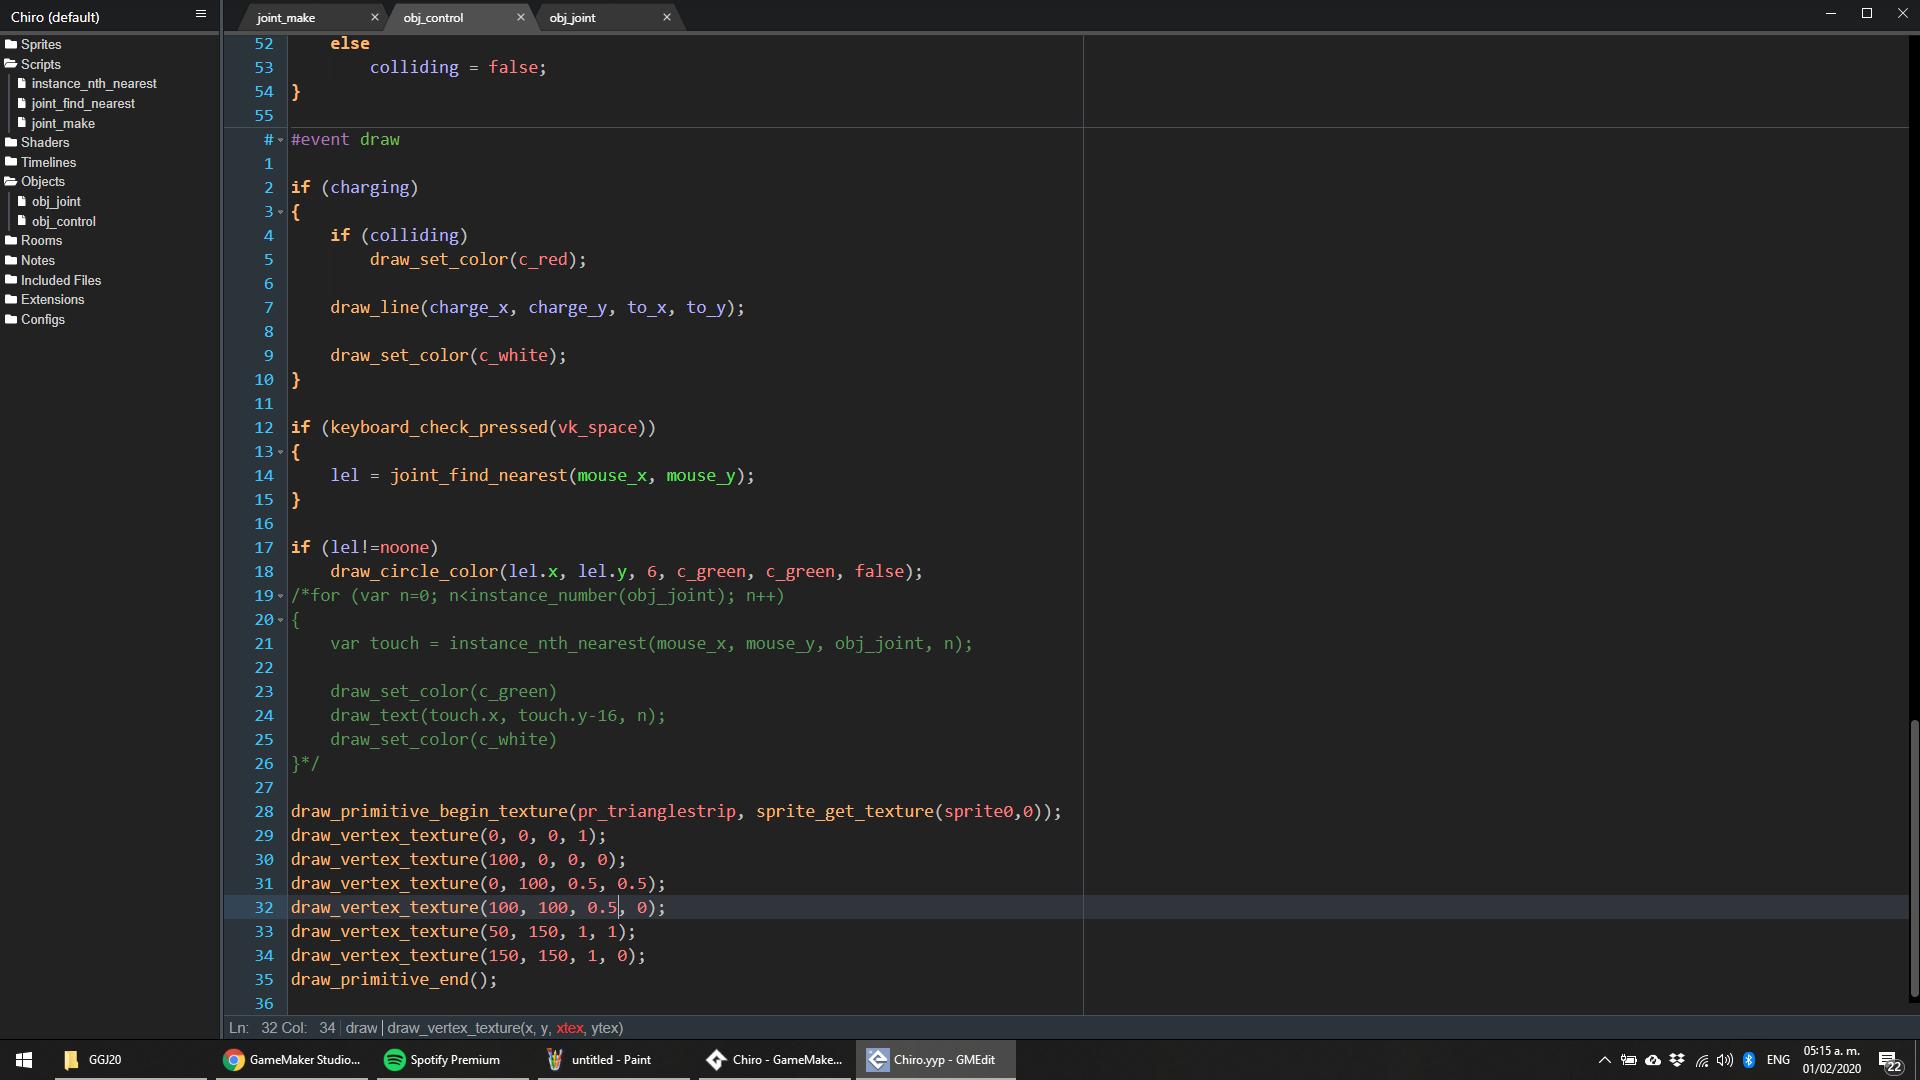 Chiro (default)
joint_make
obj_control
obj_joint
Sprites
Scripts
instance_nth_nearest
joint_find_nearest
joint_make
Shaders
Timelines
Objects
obj_joint
obj_control
Rooms
Notes
Included Files
Extensions
Configs
52 else
53 colliding = false;
54 }
55
# #event draw
1
2 if (charging)
3 {
4 if (colliding)
5 draw_set_color(c_red);
6
7 draw_line(charge_x, charge_y, to_x, to_y);
8
9 draw_set_color(c_white);
10 }
11
12 if (keyboard_check_pressed(vk_space))
13 {
14 lel = joint_find_nearest(mouse_x, mouse_y);
15 }
16
17 if (lel!=noone)
18 draw_circle_color(lel.x, lel.y, 6, c_green, c_green, false);
19 /*for (var n=0; n<instance_number(obj_joint); n++)
20 {
21 var touch = instance_nth_nearest(mouse_x, mouse_y, obj_joint, n);
22
23 draw_set_color(c_green)
24 draw_text(touch.x, touch.y-16, n);
25 draw_set_color(c_white)
26 }*/
27
28 draw_primitive_begin_texture(pr_trianglestrip, sprite_get_texture(sprite0,0));
29 draw_vertex_texture(0, 0, 0, 1);
30 draw_vertex_texture(100, 0, 0, 0);
31 draw_vertex_texture(0, 100, 0.5, 0.5);
32 draw_vertex_texture(100, 100, 0.5, 0);
33 draw_vertex_texture(50, 150, 1, 1);
34 draw_vertex_texture(150, 150, 1, 0);
35 draw_primitive_end();
36
Ln: 32 Col: 34 draw draw_vertex_texture(x, y, xtex, ytex)
GGJ20
GameMaker Studio...
Spotify Premium
untitled - Paint
Chiro - GameMake...
Chiro.yyp - GMEdit
ENG
05:15 a. m.
01/02/2020
22